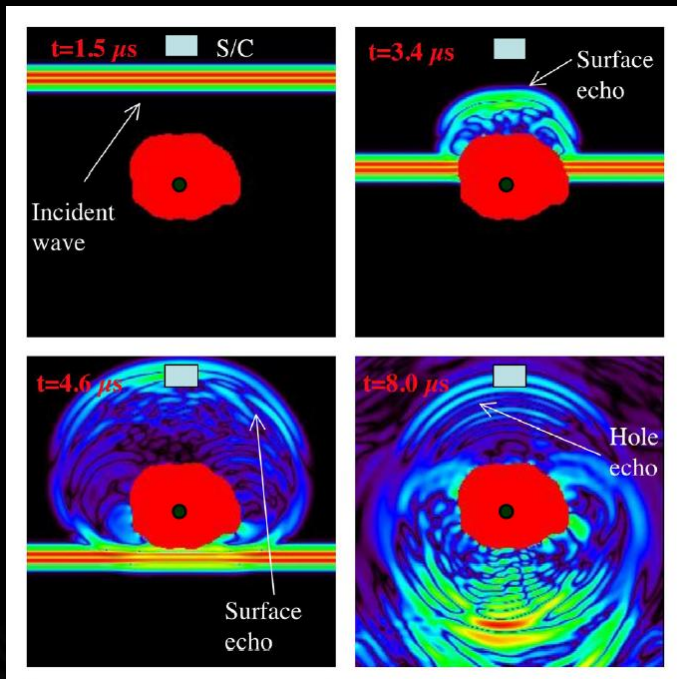 t=1.5 μs
S/C
Incident
wave
t=3.4 μs
Surface
echo
t=4.6 μs
Surface
echo
t=8.0 μs
Hole
echo